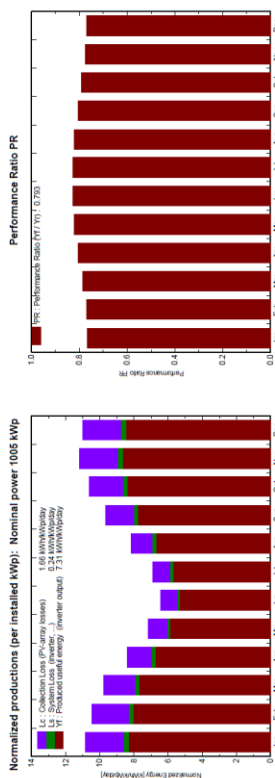 Normalized productions (per installed kWp): Nominal power 1005 kWp
14
12
10
8
6
4
2
0
Normalized Energy [kWh/kWp/day]
Lc : Collection Loss (PV-array losses) 1.66 kWh/kWp/day
Ls : System Loss (inverter, ...) 0.24 kWh/kWp/day
Yf : Produced useful energy (inverter output) 7.31 kWh/kWp/day
Performance Ratio PR
1.0
0.8
0.6
0.4
0.2
0.0
Performance Ratio PR
PR : Performance Ratio (Yf / Yr) : 0.793